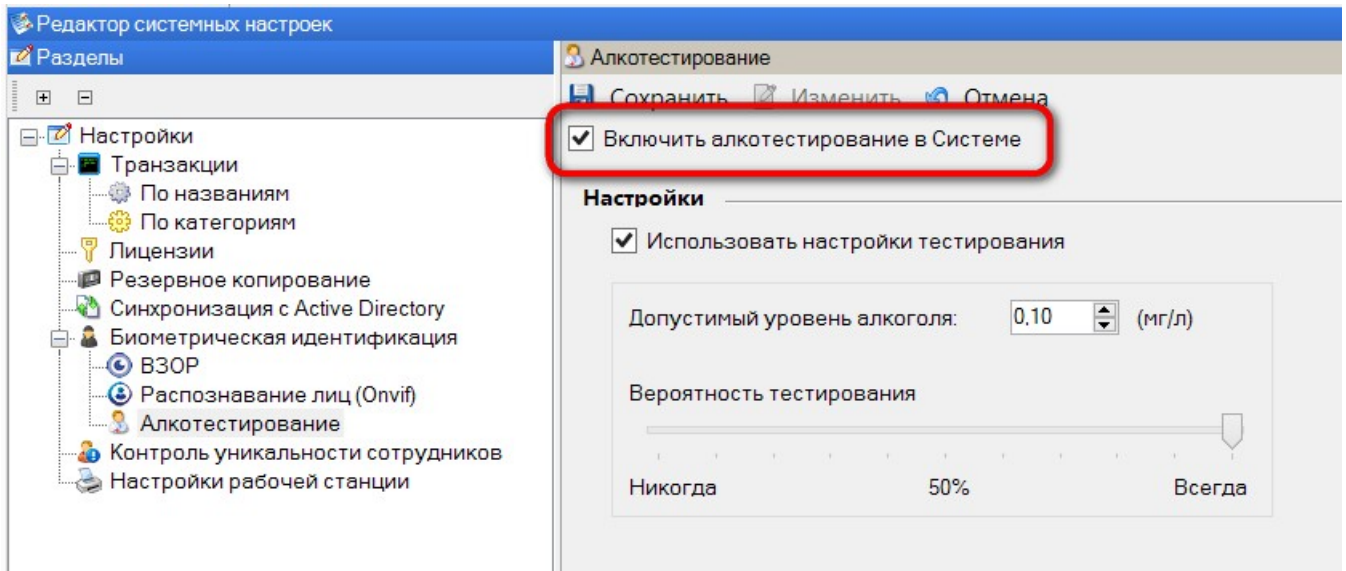 Редактор системных настроек
Разделы
Настройки
Транзакции
По названиям
По категориям
Лицензии
Резервное копирование
Синхронизация с Active Directory
Биометрическая идентификация
ВЗОР
Распознавание лиц (Onvif)
Алкотестирование
Контроль уникальности сотрудников
Настройки рабочей станции
Алкотестирование
Сохранить Изменить Отмена
Включить алкотестирование в Системе
Настройки
Использовать настройки тестирования
Допустимый уровень алкоголя: 0,10 (мг/л)
Вероятность тестирования
Никогда 50% Всегда